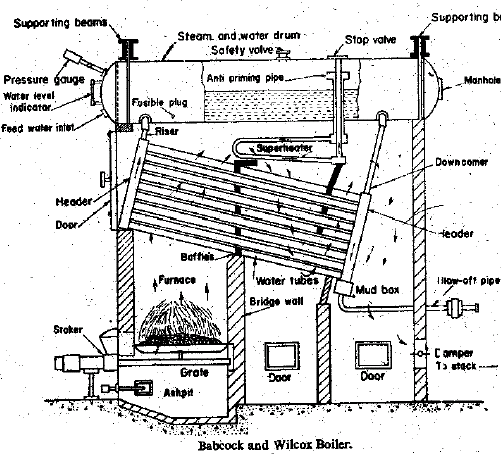 Supporting beams
Supporting be
Steam and water drum
Safety valve
Stop valve
Pressure gauge
Anti priming pipe
Manhole
Water level
indicator
Fusible plug
Feed water inlet
Riser
Superheater
Downcomer
Header
Door
Header
Baffles
Furnace
Water tubes
Mud box
Blow-off pipe
Bridge wall
Stoker
Damper
To stack
Grate
Door
Door
Ashpit
Babcock and Wilcox Boiler.